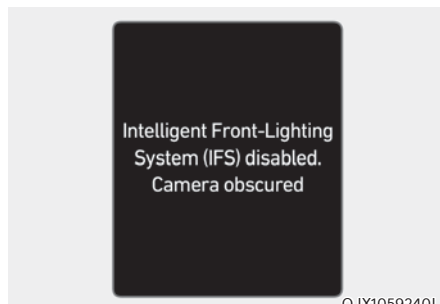 Intelligent Front-Lighting
System (IFS) disabled.
Camera obscured